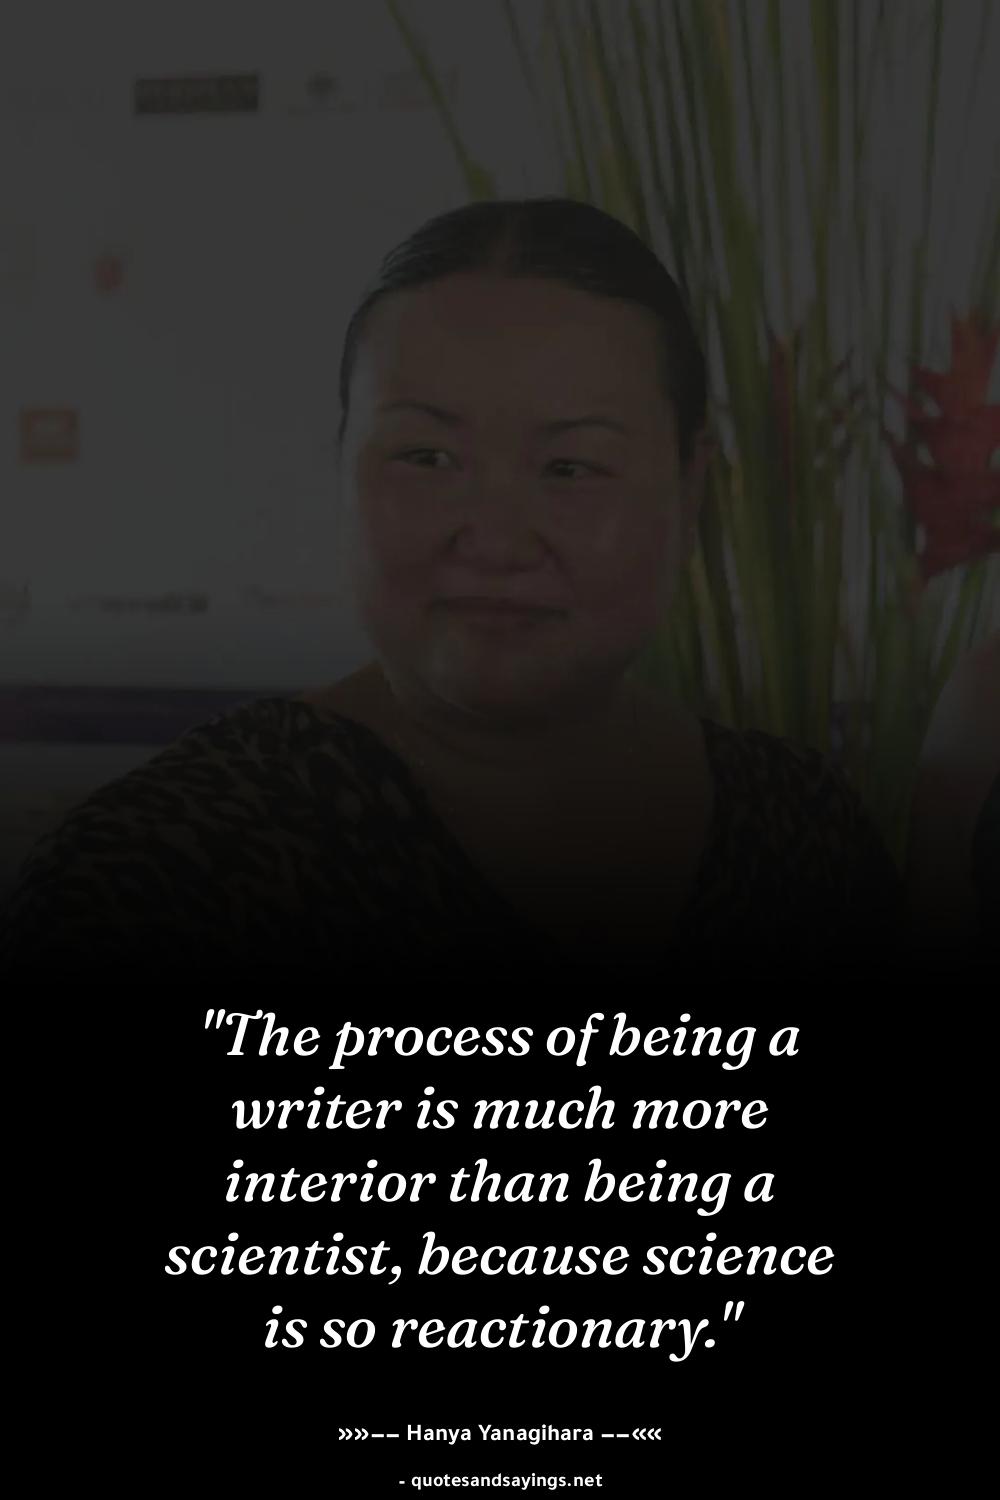 "The process of being a
writer is much more
interior than being a
scientist, because science
is so reactionary."
»»−− Hanya Yanagihara −−««
- quotesandsayings.net